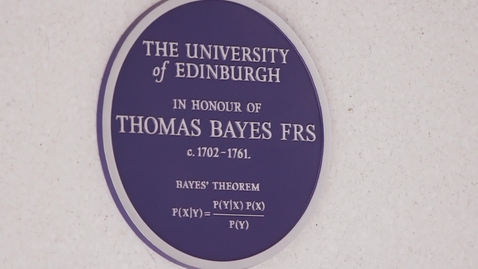 THE UNIVERSITY
of EDINBURGH
IN HONOUR OF
THOMAS BAYES FRS
c. 1702-1761.
BAYES' THEOREM
P(X|Y) = P(Y|X) P(X) / P(Y)